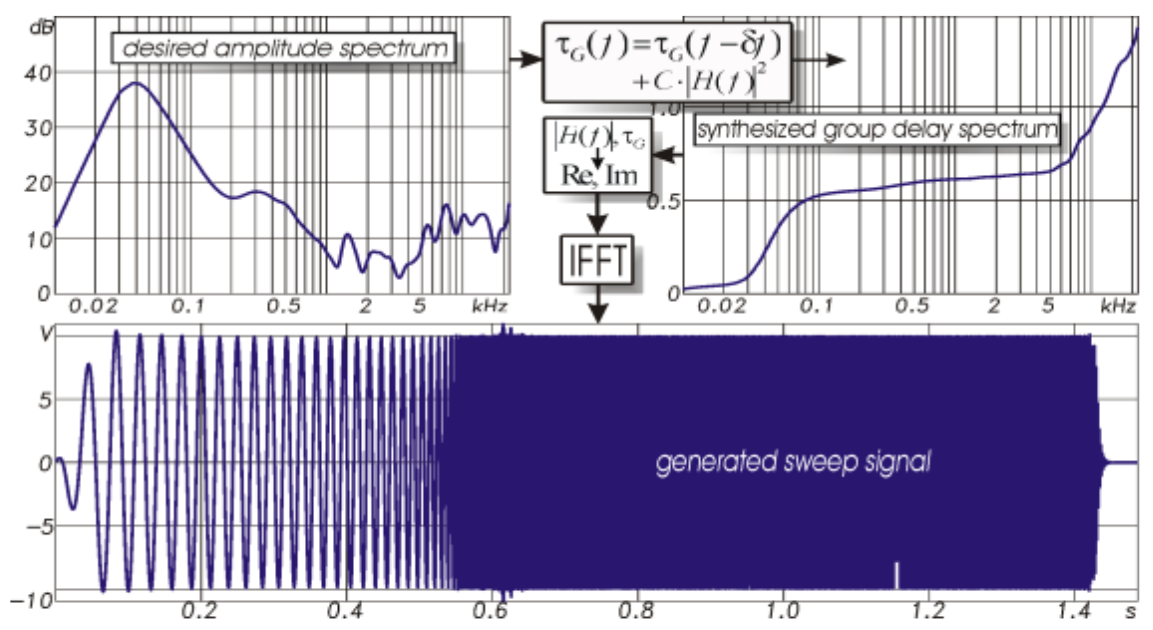 dB
desired amplitude spectrum
40
30
20
10
0
0.02 0.1 0.5 2 5 kHz
τG(f)=τG(f−δf)
+C·|H(f)|²
|H(f)|,τG
Re, Im
IFFT
1.0
synthesized group delay spectrum
0.5
0
0.02 0.1 0.5 2 5 kHz
V
5
0
−5
−10
generated sweep signal
0.2 0.4 0.6 0.8 1.0 1.2 1.4 s